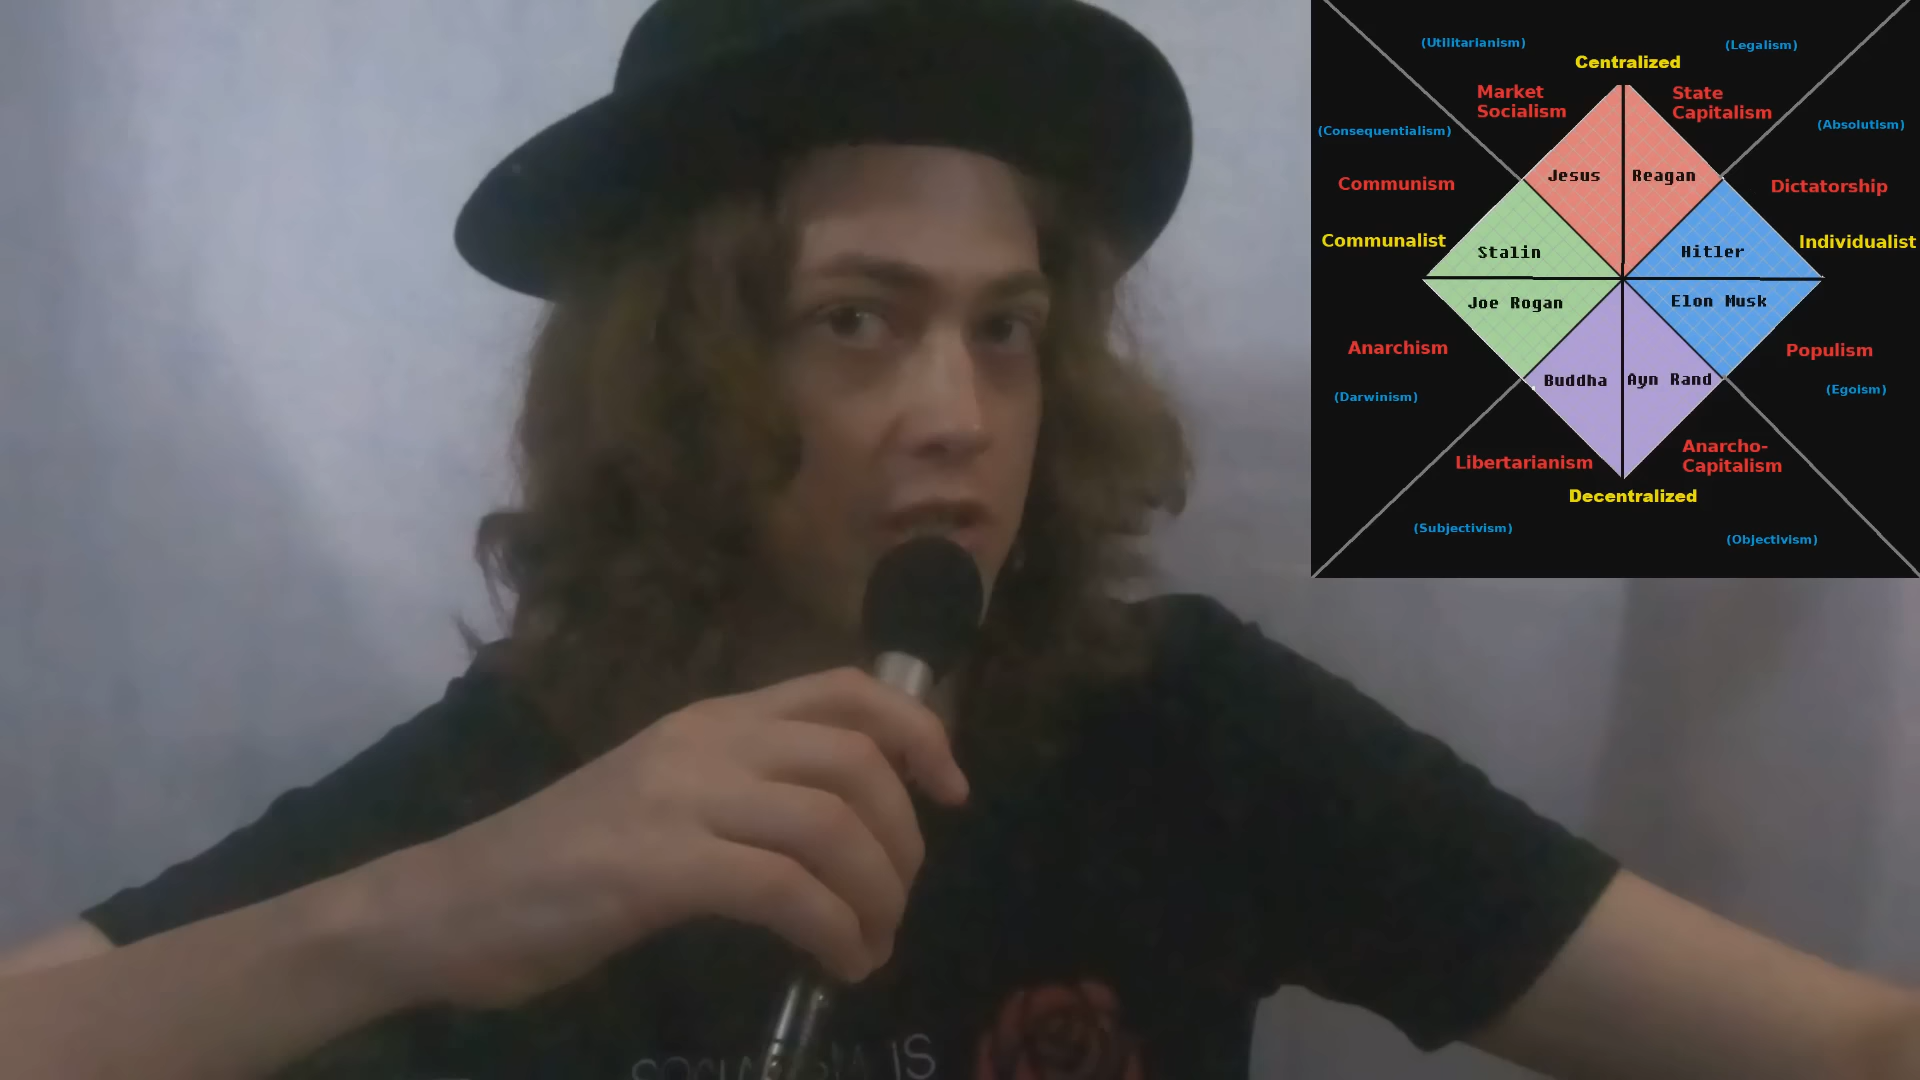 (Utilitarianism)
(Legalism)
Centralized
Market
Socialism
State
Capitalism
(Consequentialism)
(Absolutism)
Jesus
Reagan
Communism
Dictatorship
Communalist
Individualist
Stalin
Hitler
Joe Rogan
Elon Musk
Anarchism
Populism
Buddha
Ayn Rand
(Darwinism)
(Egoism)
Libertarianism
Anarcho-
Capitalism
Decentralized
(Subjectivism)
(Objectivism)
IS